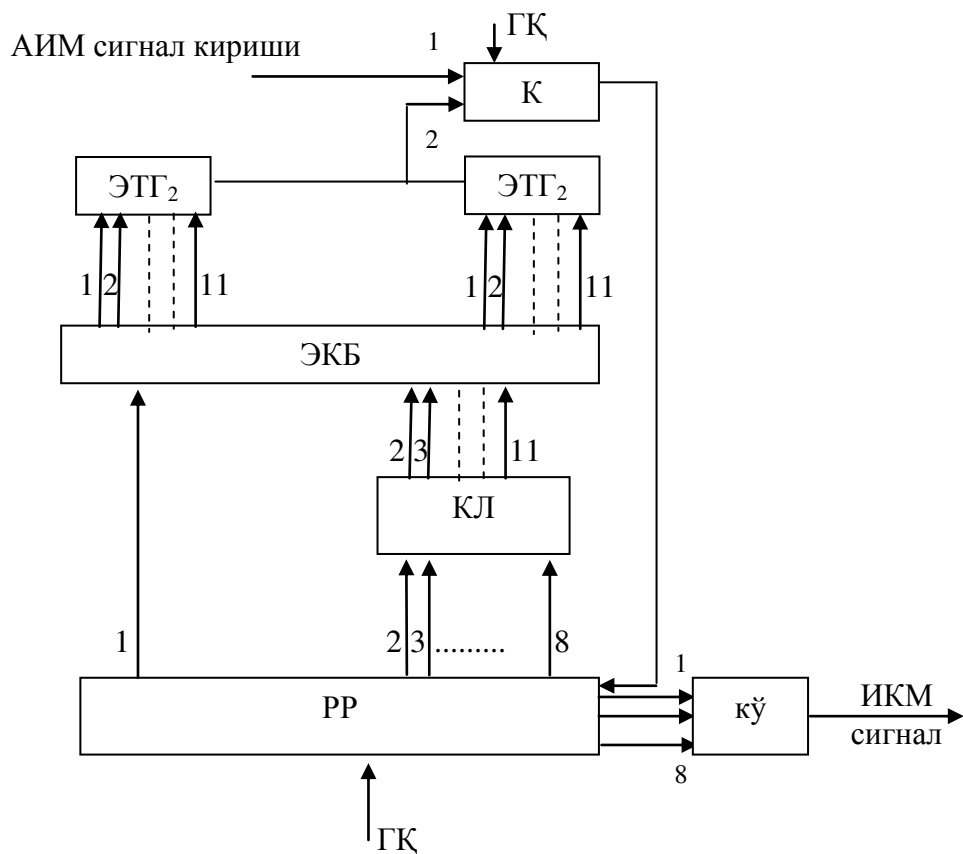 ГҚ
АИМ сигнал кириши
1
К
2
ЭТГ₂
ЭТГ₂
1 2 11
1 2 11
ЭКБ
2 3 11
КЛ
1
2 3 ......... 8
РР
1
кў
ИКМ
сигнал
8
ГҚ